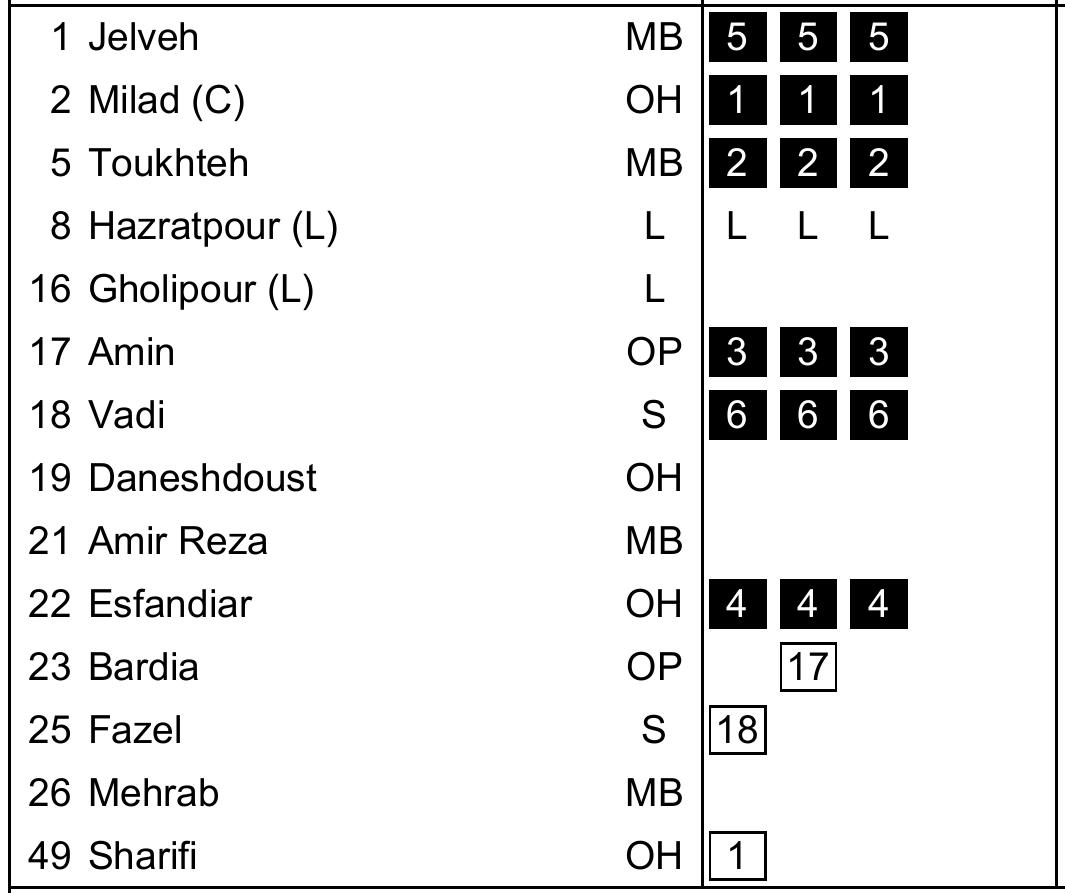 1 Jelveh MB 5 5 5
2 Milad (C) OH 1 1 1
5 Toukhteh MB 2 2 2
8 Hazratpour (L) L L L L
16 Gholipour (L) L
17 Amin OP 3 3 3
18 Vadi S 6 6 6
19 Daneshdoust OH
21 Amir Reza MB
22 Esfandiar OH 4 4 4
23 Bardia OP 17
25 Fazel S 18
26 Mehrab MB
49 Sharifi OH 1